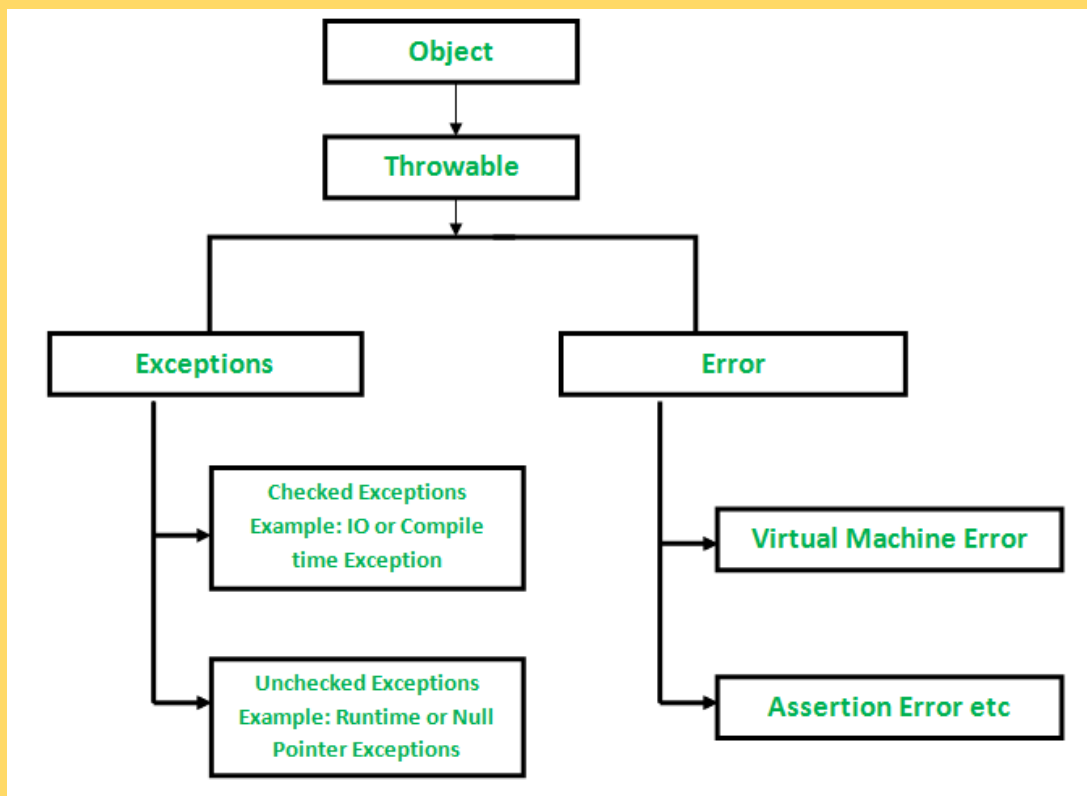 Object
Throwable
Exceptions
Error
Checked Exceptions
Example: IO or Compile
time Exception
Virtual Machine Error
Unchecked Exceptions
Example: Runtime or Null
Pointer Exceptions
Assertion Error etc